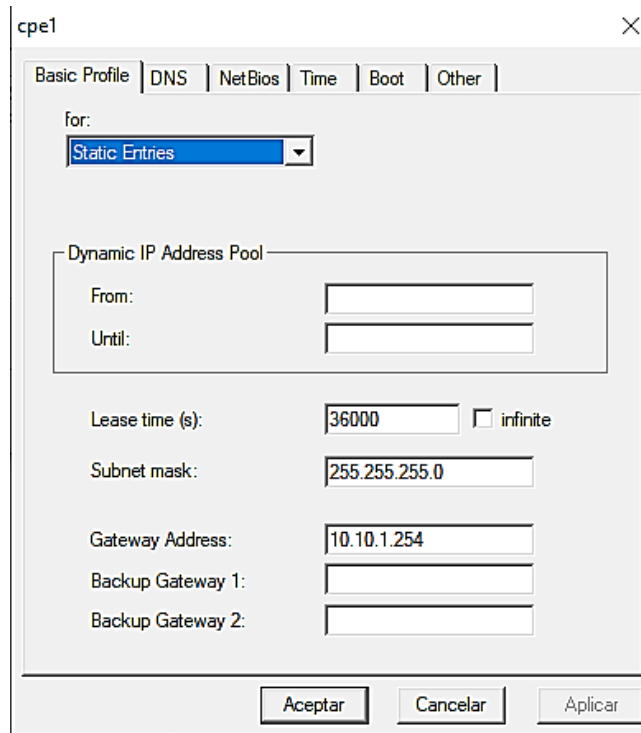 cpe1
Basic Profile DNS NetBios Time Boot Other
for:
Static Entries
Dynamic IP Address Pool
From:
Until:
Lease time (s): 36000 infinite
Subnet mask: 255.255.255.0
Gateway Address: 10.10.1.254
Backup Gateway 1:
Backup Gateway 2:
Aceptar Cancelar Aplicar